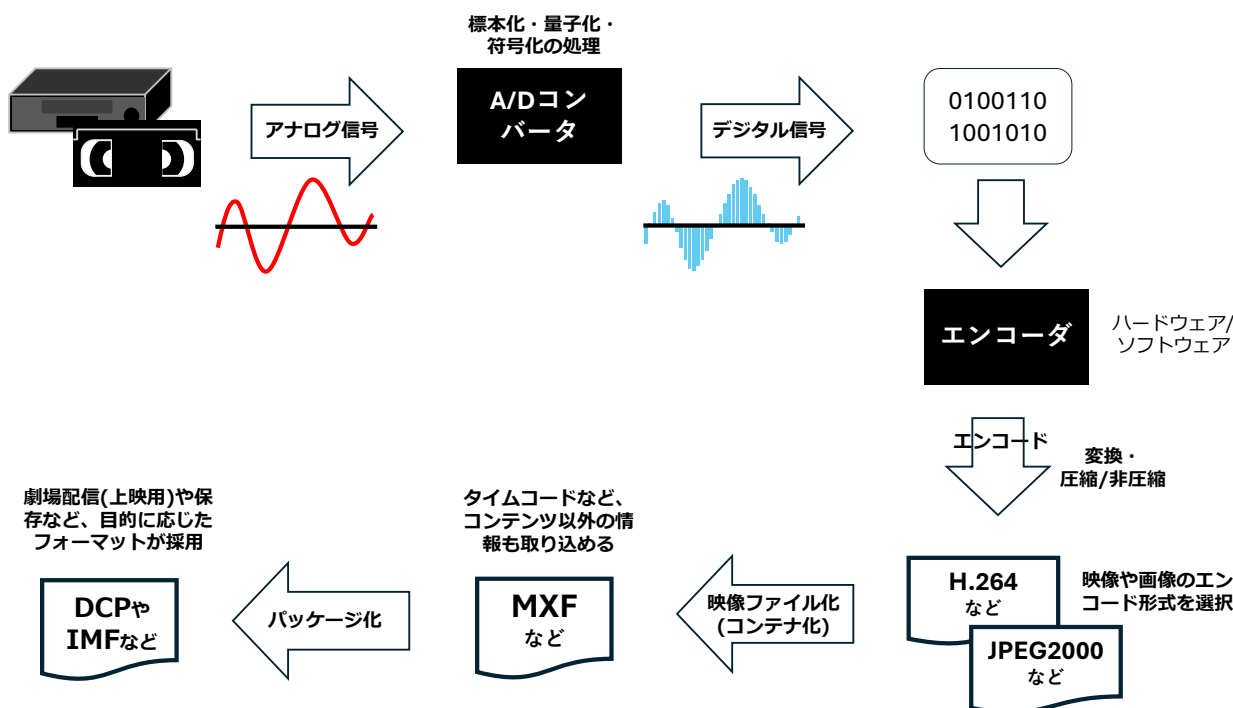 標本化・量子化・
符号化の処理
アナログ信号
A/Dコン
バータ
デジタル信号
0100110
1001010
エンコーダ
ハードウェア/
ソフトウェア
エンコード
変換・
圧縮/非圧縮
H.264
など
JPEG2000
など
映像や画像のエン
コード形式を選択
映像ファイル化
(コンテナ化)
タイムコードなど、
コンテンツ以外の情
報も取り込める
MXF
など
パッケージ化
劇場配信(上映用)や保
存など、目的に応じた
フォーマットが採用
DCPや
IMFなど